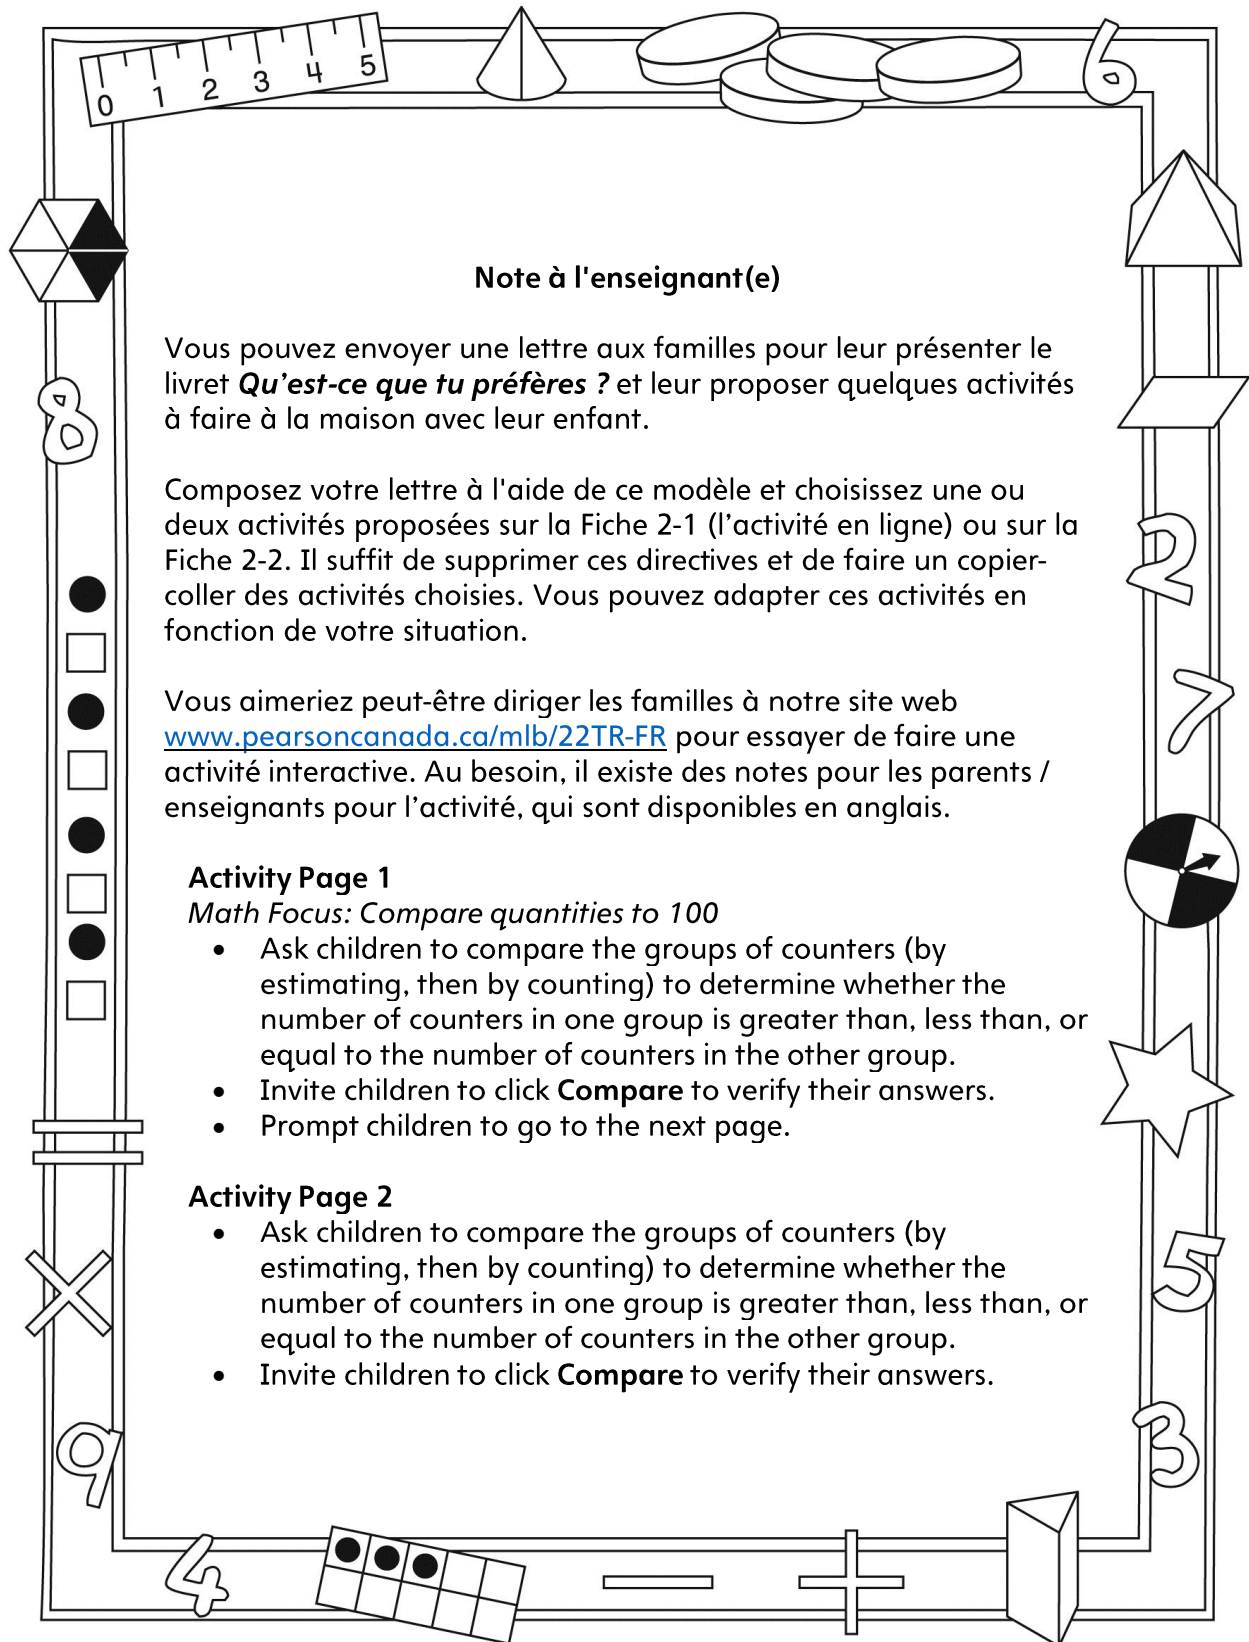 0 1 2 3 4 5
6
Note à l'enseignant(e)
Vous pouvez envoyer une lettre aux familles pour leur présenter le
livret Qu’est-ce que tu préfères ? et leur proposer quelques activités
à faire à la maison avec leur enfant.
8
Composez votre lettre à l'aide de ce modèle et choisissez une ou
deux activités proposées sur la Fiche 2-1 (l’activité en ligne) ou sur la
Fiche 2-2. Il suffit de supprimer ces directives et de faire un copier-
coller des activités choisies. Vous pouvez adapter ces activités en
fonction de votre situation.
2
Vous aimeriez peut-être diriger les familles à notre site web
www.pearsoncanada.ca/mlb/22TR-FR pour essayer de faire une
activité interactive. Au besoin, il existe des notes pour les parents /
enseignants pour l’activité, qui sont disponibles en anglais.
7
Activity Page 1
Math Focus: Compare quantities to 100
• Ask children to compare the groups of counters (by
estimating, then by counting) to determine whether the
number of counters in one group is greater than, less than, or
equal to the number of counters in the other group.
• Invite children to click Compare to verify their answers.
• Prompt children to go to the next page.
=
Activity Page 2
• Ask children to compare the groups of counters (by
estimating, then by counting) to determine whether the
number of counters in one group is greater than, less than, or
equal to the number of counters in the other group.
• Invite children to click Compare to verify their answers.
×
5
9
3
4
− +